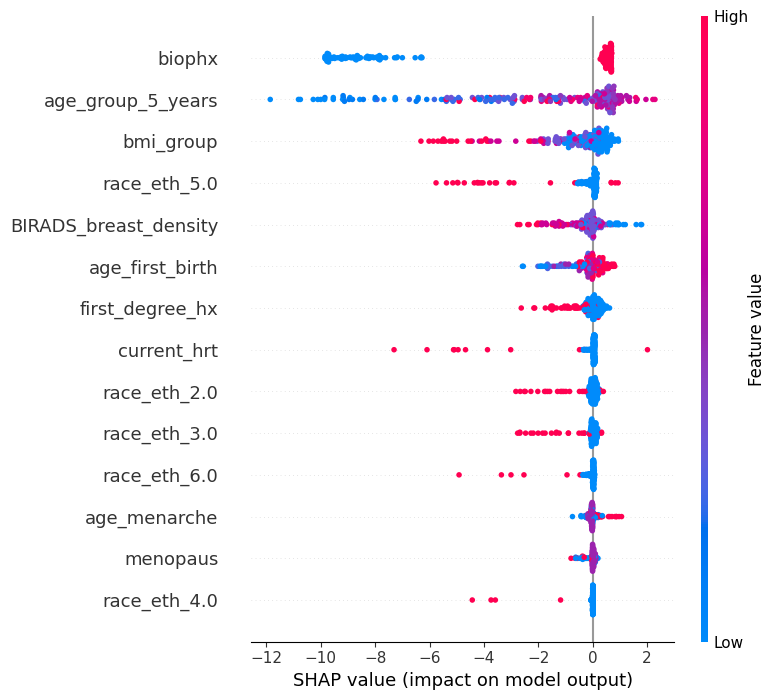 High
biophx
age_group_5_years
bmi_group
race_eth_5.0
BIRADS_breast_density
age_first_birth
first_degree_hx
current_hrt
race_eth_2.0
race_eth_3.0
race_eth_6.0
age_menarche
menopaus
race_eth_4.0
Feature value
Low
−12 −10 −8 −6 −4 −2 0 2
SHAP value (impact on model output)